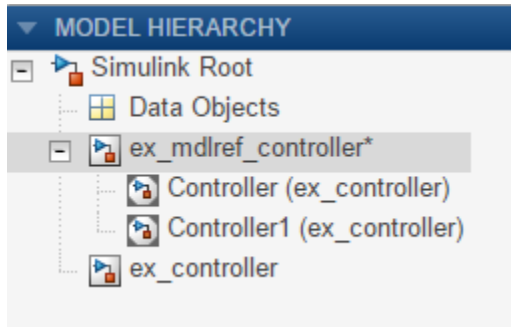 MODEL HIERARCHY
Simulink Root
Data Objects
ex_mdlref_controller*
Controller (ex_controller)
Controller1 (ex_controller)
ex_controller